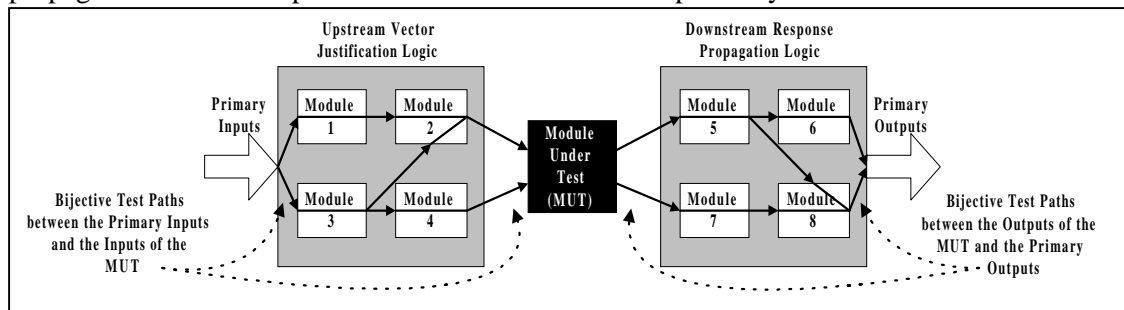 Upstream Vector
Justification Logic
Downstream Response
Propagation Logic
Primary
Inputs
Module
1
Module
2
Module
3
Module
4
Module
Under
Test
(MUT)
Module
5
Module
6
Module
7
Module
8
Primary
Outputs
Bijective Test Paths
between the Primary Inputs
and the Inputs of the
MUT
Bijective Test Paths
between the Outputs of the
MUT and the Primary
Outputs